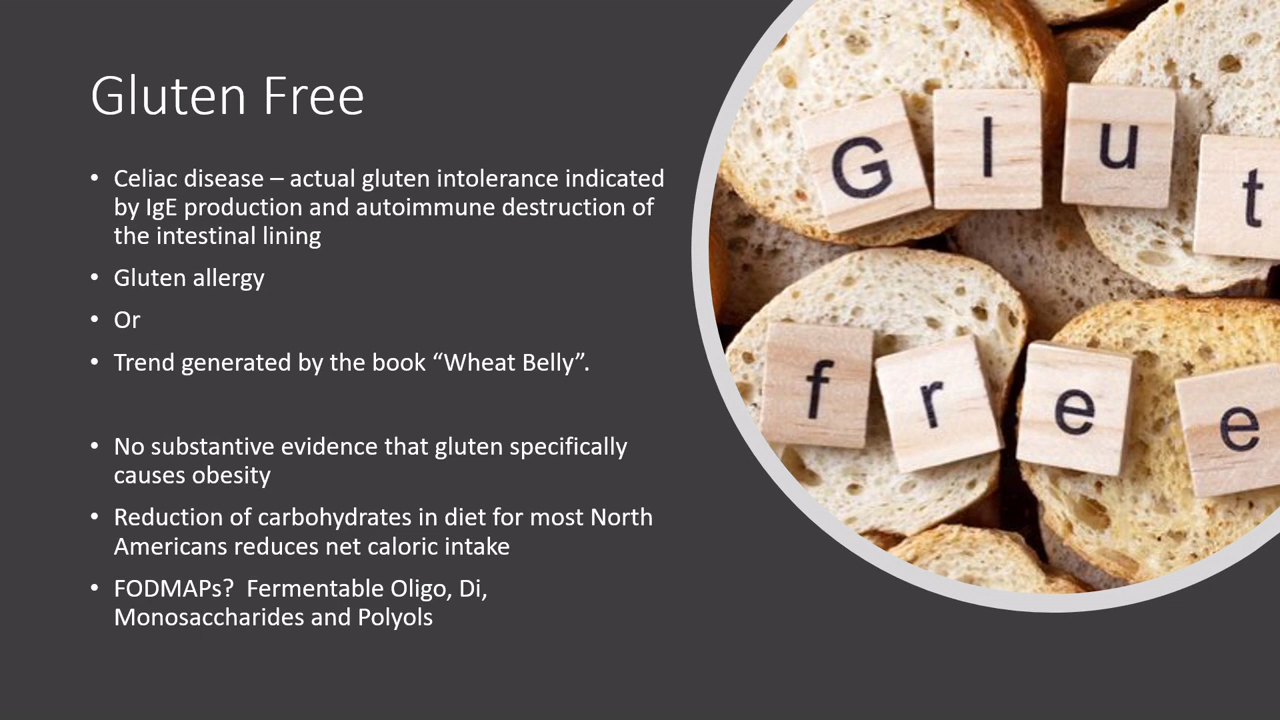 Gluten Free
• Celiac disease – actual gluten intolerance indicated
by IgE production and autoimmune destruction of
the intestinal lining
• Gluten allergy
• Or
• Trend generated by the book “Wheat Belly”.
• No substantive evidence that gluten specifically
causes obesity
• Reduction of carbohydrates in diet for most North
Americans reduces net caloric intake
• FODMAPs?  Fermentable Oligo, Di,
Monosaccharides and Polyols
G l u t
f r e e